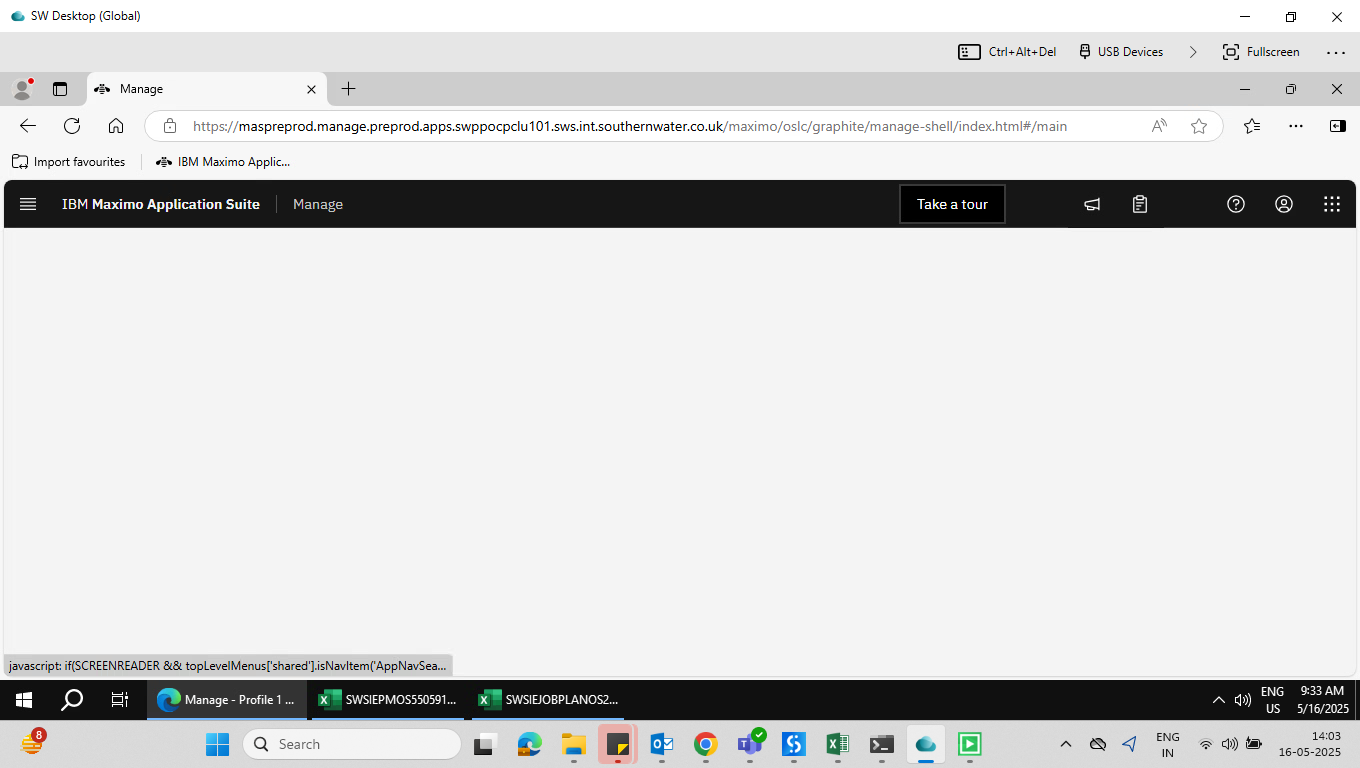 SW Desktop (Global)
Ctrl+Alt+Del
USB Devices
Fullscreen
Manage
https://maspreprod.manage.preprod.apps.swppocpclu101.sws.int.southernwater.co.uk/maximo/oslc/graphite/manage-shell/index.html#/main
Import favourites
IBM Maximo Applic...
IBM Maximo Application Suite
Manage
Take a tour
javascript: if(SCREENREADER && topLevelMenus['shared'].isNavItem('AppNavSea...
Manage - Profile 1 ...
SWSIEPMOS550591...
SWSIEJOBPLANOS2...
ENG
US
9:33 AM
5/16/2025
8
Search
ENG
IN
14:03
16-05-2025